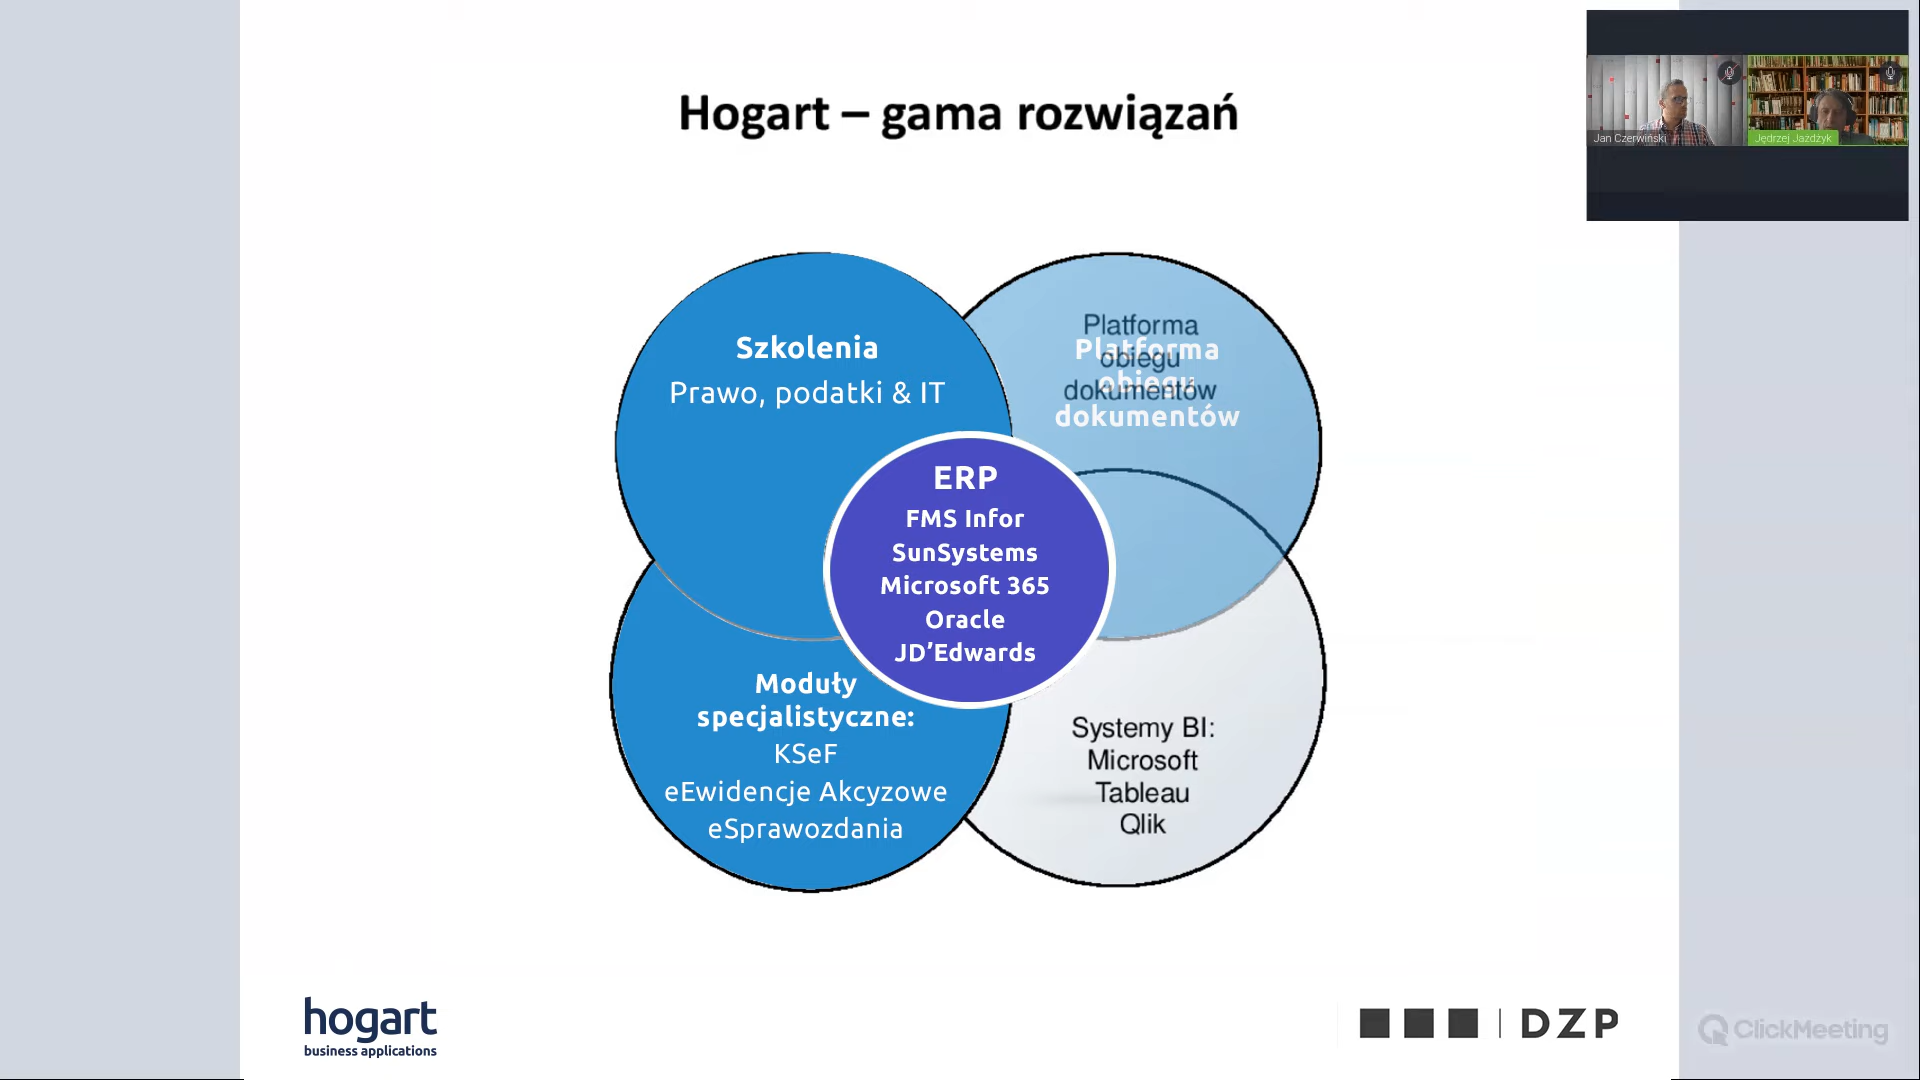 Hogart – gama rozwiązań
Jan Czerwiński
Jędrzej Jażdżyk
Szkolenia
Prawo, podatki & IT
Platforma
obiegu
dokumentów
Platforma
obiegu
dokumentów
ERP
FMS Infor
SunSystems
Microsoft 365
Oracle
JD’Edwards
Moduły
specjalistyczne:
KSeF
eEwidencje Akcyzowe
eSprawozdania
Systemy BI:
Microsoft
Tableau
Qlik
hogart
business applications
DZP
ClickMeeting